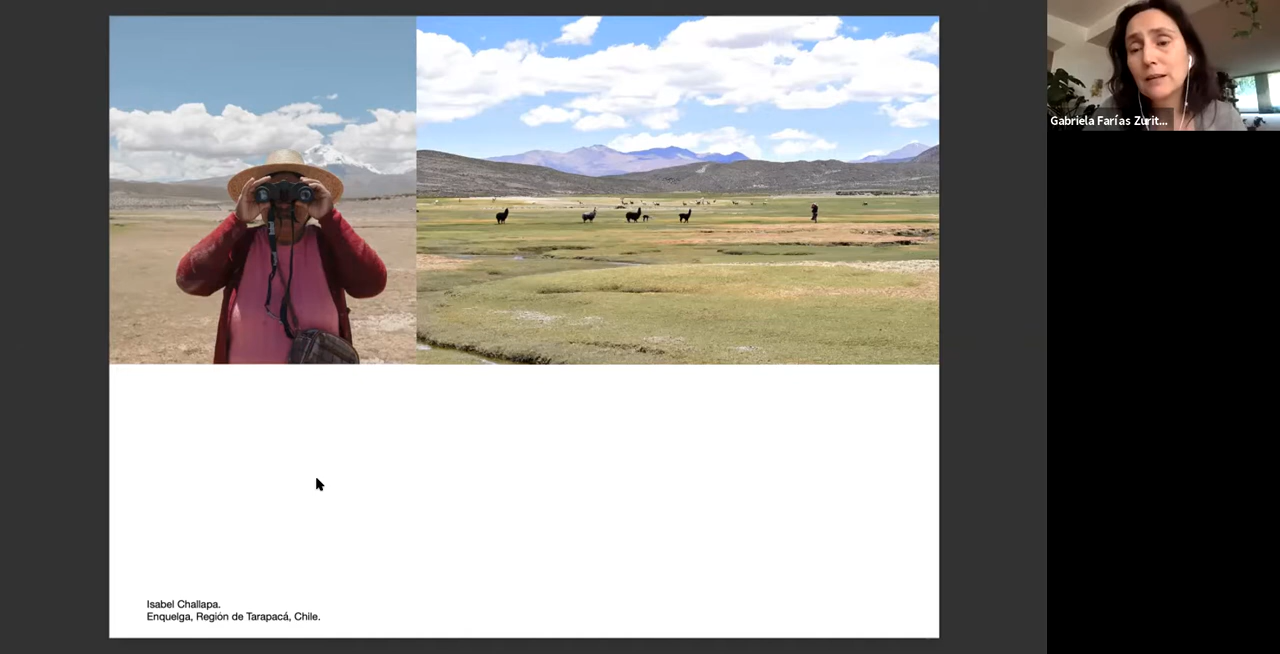 Gabriela Farías Zurit...
Isabel Challapa.
Enquelga, Región de Tarapacá, Chile.